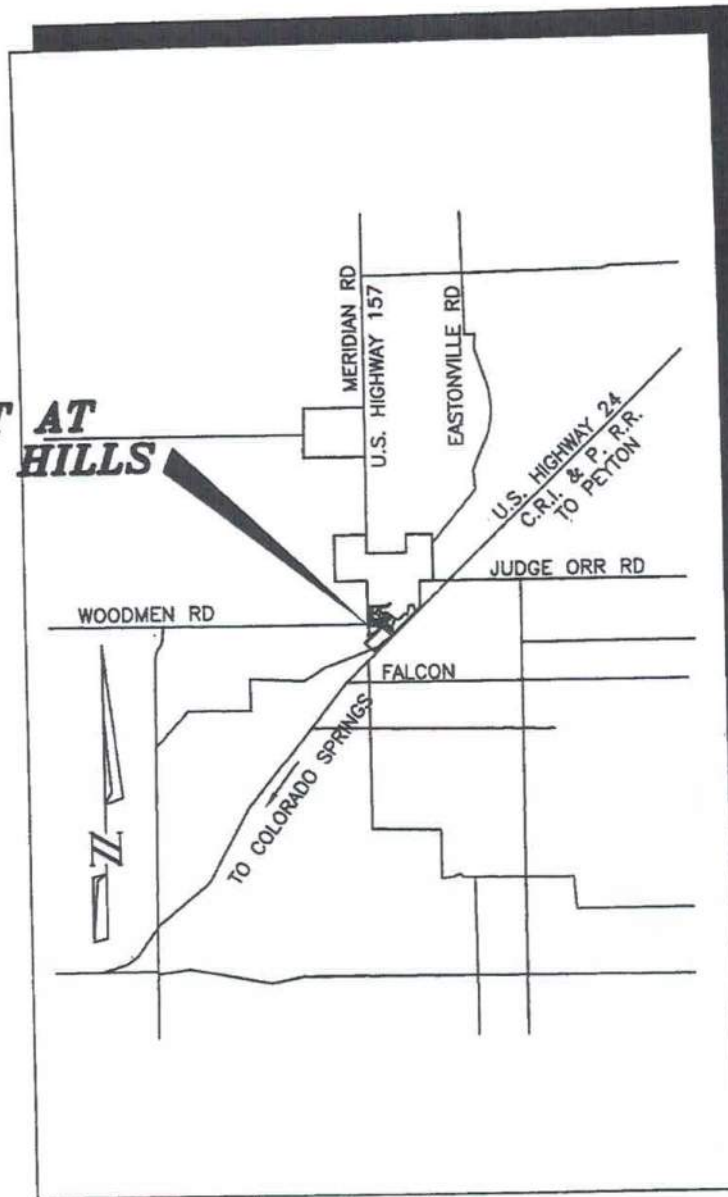 MERIDIAN RD
U.S. HIGHWAY 157
EASTONVILLE RD
AT
HILLS
U.S. HIGHWAY 24
C.R.I. & P. R.R.
TO PEYTON
JUDGE ORR RD
WOODMEN RD
FALCON
TO COLORADO SPRINGS
N